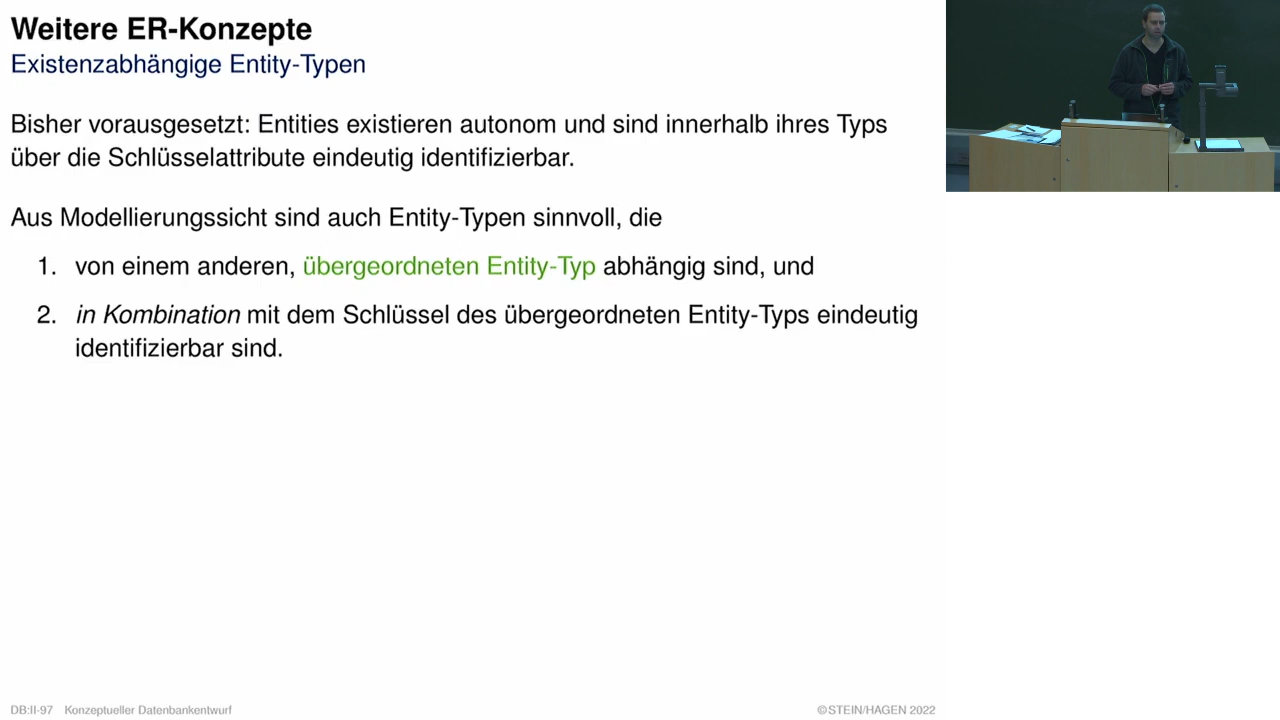 Weitere ER-Konzepte
Existenzabhängige Entity-Typen
Bisher vorausgesetzt: Entities existieren autonom und sind innerhalb ihres Typs
über die Schlüsselattribute eindeutig identifizierbar.
Aus Modellierungssicht sind auch Entity-Typen sinnvoll, die
1. von einem anderen, übergeordneten Entity-Typ abhängig sind, und
2. in Kombination mit dem Schlüssel des übergeordneten Entity-Typs eindeutig
identifizierbar sind.
DB:II-97 Konzeptueller Datenbankentwurf
©STEIN/HAGEN 2022